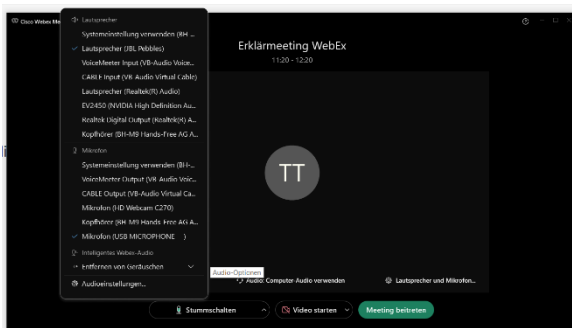 Cisco Webex Me
Lautsprecher
Systemeinstellung verwenden (BH-...
Lautsprecher (JBL Pebbles)
VoiceMeeter Input (VB-Audio Voice...
CABLE Input (VB-Audio Virtual Cable)
Lautsprecher (Realtek(R) Audio)
EV2450 (NVIDIA High Definition Au...
Realtek Digital Output (Realtek(R) A...
Kopfhörer (BH-M9 Hands-Free AG A...
Mikrofon
Systemeinstellung verwenden (BH-...
VoiceMeeter Output (VB-Audio Voic...
CABLE Output (VB-Audio Virtual Ca...
Mikrofon (HD Webcam C270)
Kopfhörer (BH-M9 Hands-Free AG A...
Mikrofon (USB MICROPHONE )
Intelligentes Webex-Audio
Entfernen von Geräuschen
Audioeinstellungen...
Erklärmeeting WebEx
11:20 - 12:20
TT
Audio-Optionen
Audio: Computer-Audio verwenden
Lautsprecher und Mikrofon...
Stummschalten
Video starten
Meeting beitreten